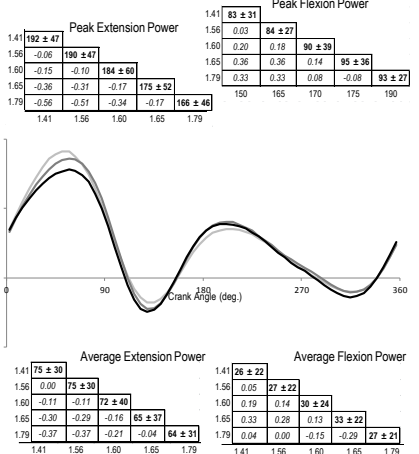 Peak Extension Power
1.41 192 ± 47
1.56 -0.06 190 ±47
1.60 -0.15 -0.10 184 ± 60
1.65 -0.36 -0.31 -0.17 175 ± 52
1.79 -0.56 -0.51 -0.34 -0.17 166 ± 46
1.41 1.56 1.60 1.65 1.79
Peak Flexion Power
1.41 83 ± 31
1.56 0.03 84 ± 27
1.60 0.20 0.18 90 ± 39
1.65 0.36 0.36 0.14 95 ± 36
1.79 0.33 0.33 0.08 -0.08 93 ± 27
150 165 170 175 190
0 90 180 270 360
Crank Angle (deg.)
Average Extension Power
1.41 75 ± 30
1.56 0.00 75 ± 30
1.60 -0.11 -0.11 72 ± 40
1.65 -0.30 -0.29 -0.16 65 ± 37
1.79 -0.37 -0.37 -0.21 -0.04 64 ± 31
1.41 1.56 1.60 1.65 1.79
Average Flexion Power
1.41 26 ± 22
1.56 0.05 27 ± 22
1.60 0.19 0.14 30 ± 24
1.65 0.33 0.28 0.13 33 ± 22
1.79 0.04 0.00 -0.15 -0.29 27 ± 21
1.41 1.56 1.60 1.65 1.79